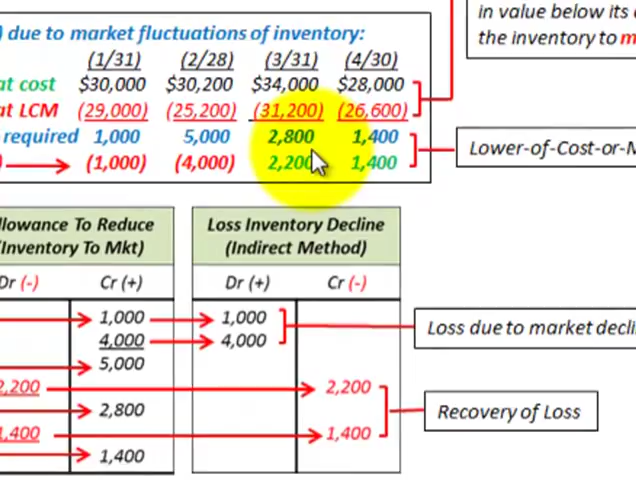 in value below its
) due to market fluctuations of inventory:
the inventory to m
(1/31) (2/28) (3/31) (4/30)
at cost $30,000 $30,200 $34,000 $28,000
at LCM (29,000) (25,200) (31,200) (26,600)
required 1,000 5,000 2,800 1,400
) (1,000) (4,000) 2,200 1,400
Lower-of-Cost-or-M
llowance To Reduce
(Inventory To Mkt)
Dr (-) Cr (+)
1,000
4,000
5,000
2,200
2,800
1,400
1,400
Loss Inventory Decline
(Indirect Method)
Dr (+) Cr (-)
1,000
4,000
2,200
1,400
Loss due to market decli
Recovery of Loss